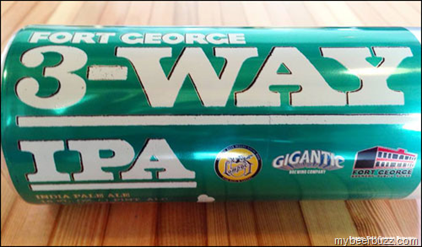 FORT GEORGE
3-WAY
IPA
GIGANTIC
BREWING COMPANY
FORT GEORGE
INDIA PALE ALE
mybeerbuzz.com